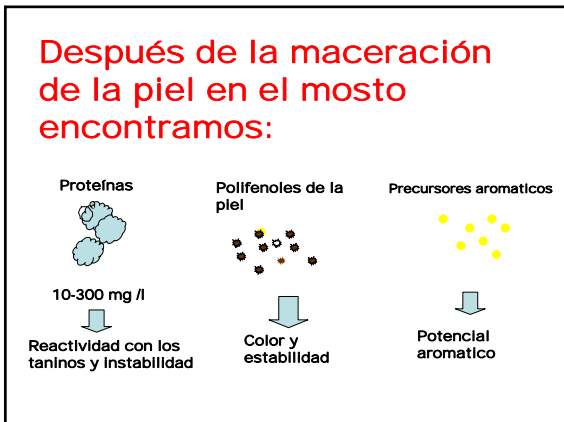 Después de la maceración
de la piel en el mosto
encontramos:
Proteínas
10-300 mg /l
Reactividad con los
taninos y instabilidad
Polifenoles de la
piel
Color y
estabilidad
Precursores aromaticos
Potencial
aromatico